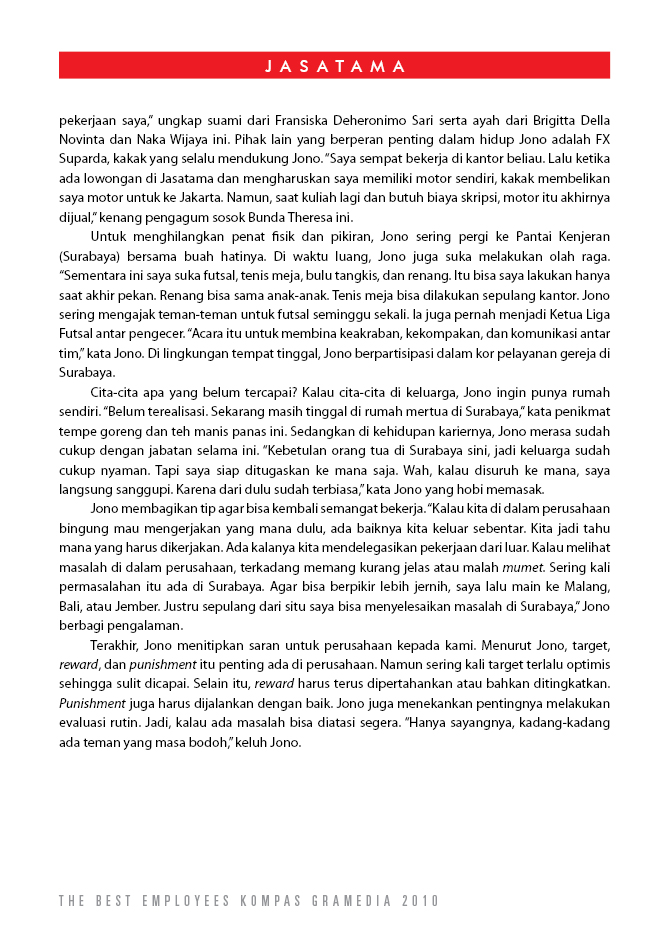 JASATAMA
pekerjaan saya,” ungkap suami dari Fransiska Deheronimo Sari serta ayah dari Brigitta Della
Novinta dan Naka Wijaya ini. Pihak lain yang berperan penting dalam hidup Jono adalah FX
Suparda, kakak yang selalu mendukung Jono. “Saya sempat bekerja di kantor beliau. Lalu ketika
ada lowongan di Jasatama dan mengharuskan saya memiliki motor sendiri, kakak membelikan
saya motor untuk ke Jakarta. Namun, saat kuliah lagi dan butuh biaya skripsi, motor itu akhirnya
dijual,” kenang pengagum sosok Bunda Theresa ini.
Untuk menghilangkan penat fisik dan pikiran, Jono sering pergi ke Pantai Kenjeran
(Surabaya) bersama buah hatinya. Di waktu luang, Jono juga suka melakukan olah raga.
“Sementara ini saya suka futsal, tenis meja, bulu tangkis, dan renang. Itu bisa saya lakukan hanya
saat akhir pekan. Renang bisa sama anak-anak. Tenis meja bisa dilakukan sepulang kantor. Jono
sering mengajak teman-teman untuk futsal seminggu sekali. Ia juga pernah menjadi Ketua Liga
Futsal antar pengecer. “Acara itu untuk membina keakraban, kekompakan, dan komunikasi antar
tim,” kata Jono. Di lingkungan tempat tinggal, Jono berpartisipasi dalam kor pelayanan gereja di
Surabaya.
Cita-cita apa yang belum tercapai? Kalau cita-cita di keluarga, Jono ingin punya rumah
sendiri. “Belum terealisasi. Sekarang masih tinggal di rumah mertua di Surabaya,” kata penikmat
tempe goreng dan teh manis panas ini. Sedangkan di kehidupan kariernya, Jono merasa sudah
cukup dengan jabatan selama ini. “Kebetulan orang tua di Surabaya sini, jadi keluarga sudah
cukup nyaman. Tapi saya siap ditugaskan ke mana saja. Wah, kalau disuruh ke mana, saya
langsung sanggupi. Karena dari dulu sudah terbiasa,” kata Jono yang hobi memasak.
Jono membagikan tip agar bisa kembali semangat bekerja. “Kalau kita di dalam perusahaan
bingung mau mengerjakan yang mana dulu, ada baiknya kita keluar sebentar. Kita jadi tahu
mana yang harus dikerjakan. Ada kalanya kita mendelegasikan pekerjaan dari luar. Kalau melihat
masalah di dalam perusahaan, terkadang memang kurang jelas atau malah mumet. Sering kali
permasalahan itu ada di Surabaya. Agar bisa berpikir lebih jernih, saya lalu main ke Malang,
Bali, atau Jember. Justru sepulang dari situ saya bisa menyelesaikan masalah di Surabaya,” Jono
berbagi pengalaman.
Terakhir, Jono menitipkan saran untuk perusahaan kepada kami. Menurut Jono, target,
reward, dan punishment itu penting ada di perusahaan. Namun sering kali target terlalu optimis
sehingga sulit dicapai. Selain itu, reward harus terus dipertahankan atau bahkan ditingkatkan.
Punishment juga harus dijalankan dengan baik. Jono juga menekankan pentingnya melakukan
evaluasi rutin. Jadi, kalau ada masalah bisa diatasi segera. “Hanya sayangnya, kadang-kadang
ada teman yang masa bodoh,” keluh Jono.
THE BEST EMPLOYEES KOMPAS GRAMEDIA 2010